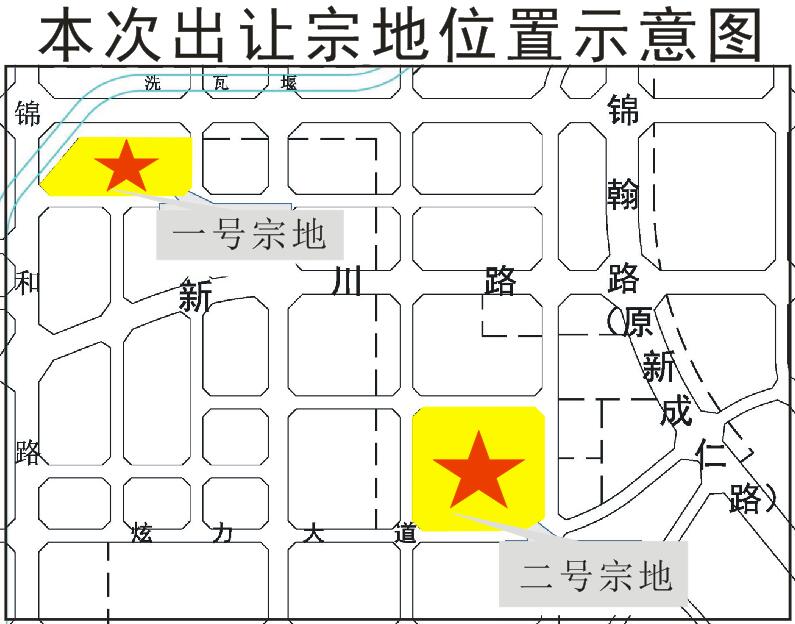 本次出让宗地位置示意图
洗瓦堰
锦和路
锦翰路(原新成仁路)
一号宗地
新川路
炫力大道
二号宗地